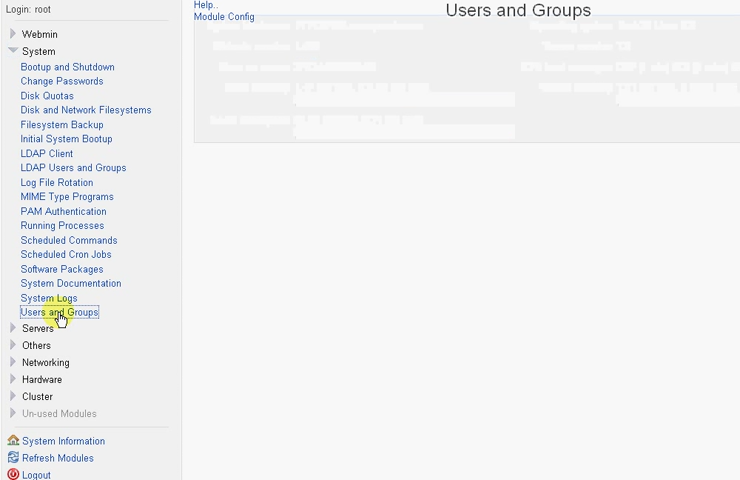 Login: root
Webmin
System
Bootup and Shutdown
Change Passwords
Disk Quotas
Disk and Network Filesystems
Filesystem Backup
Initial System Bootup
LDAP Client
LDAP Users and Groups
Log File Rotation
MIME Type Programs
PAM Authentication
Running Processes
Scheduled Commands
Scheduled Cron Jobs
Software Packages
System Documentation
System Logs
Users and Groups
Servers
Others
Networking
Hardware
Cluster
Un-used Modules
System Information
Refresh Modules
Logout
Help..
Module Config
Users and Groups